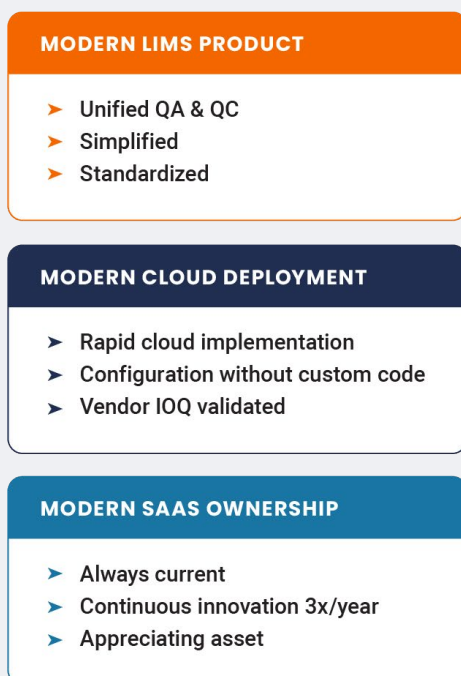 MODERN LIMS PRODUCT
Unified QA & QC
Simplified
Standardized
MODERN CLOUD DEPLOYMENT
Rapid cloud implementation
Configuration without custom code
Vendor IOQ validated
MODERN SAAS OWNERSHIP
Always current
Continuous innovation 3x/year
Appreciating asset